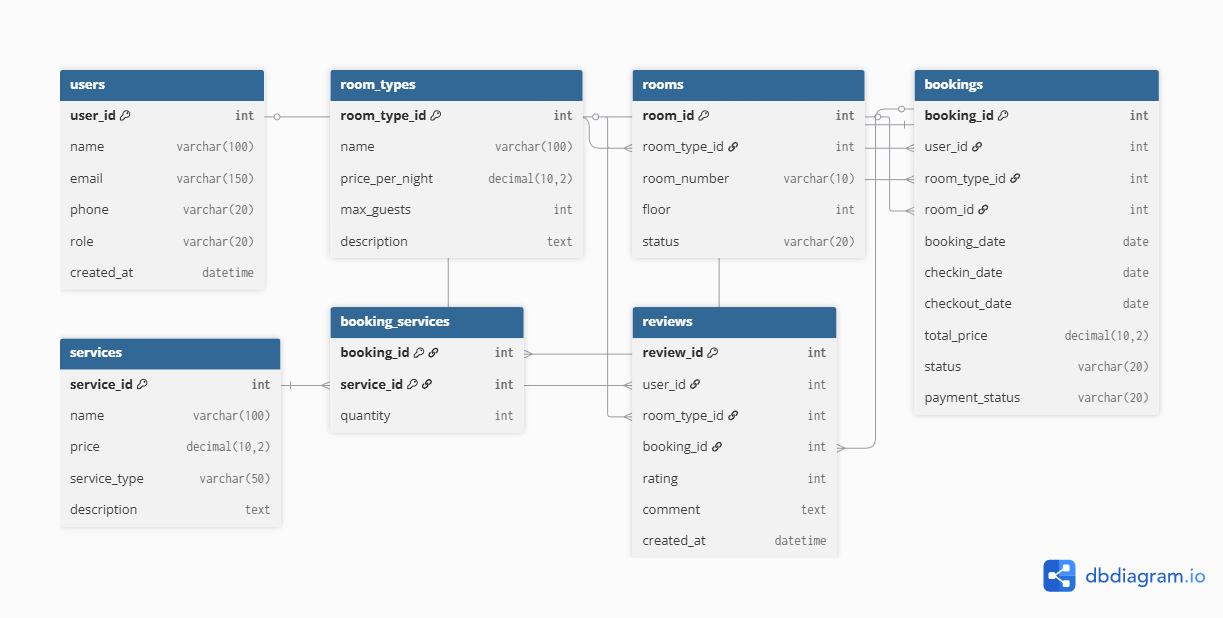 users
user_id int
name varchar(100)
email varchar(150)
phone varchar(20)
role varchar(20)
created_at datetime
room_types
room_type_id int
name varchar(100)
price_per_night decimal(10,2)
max_guests int
description text
rooms
room_id int
room_type_id int
room_number varchar(10)
floor int
status varchar(20)
bookings
booking_id int
user_id int
room_type_id int
room_id int
booking_date date
checkin_date date
checkout_date date
total_price decimal(10,2)
status varchar(20)
payment_status varchar(20)
services
service_id int
name varchar(100)
price decimal(10,2)
service_type varchar(50)
description text
booking_services
booking_id int
service_id int
quantity int
reviews
review_id int
user_id int
room_type_id int
booking_id int
rating int
comment text
created_at datetime
dbdiagram.io